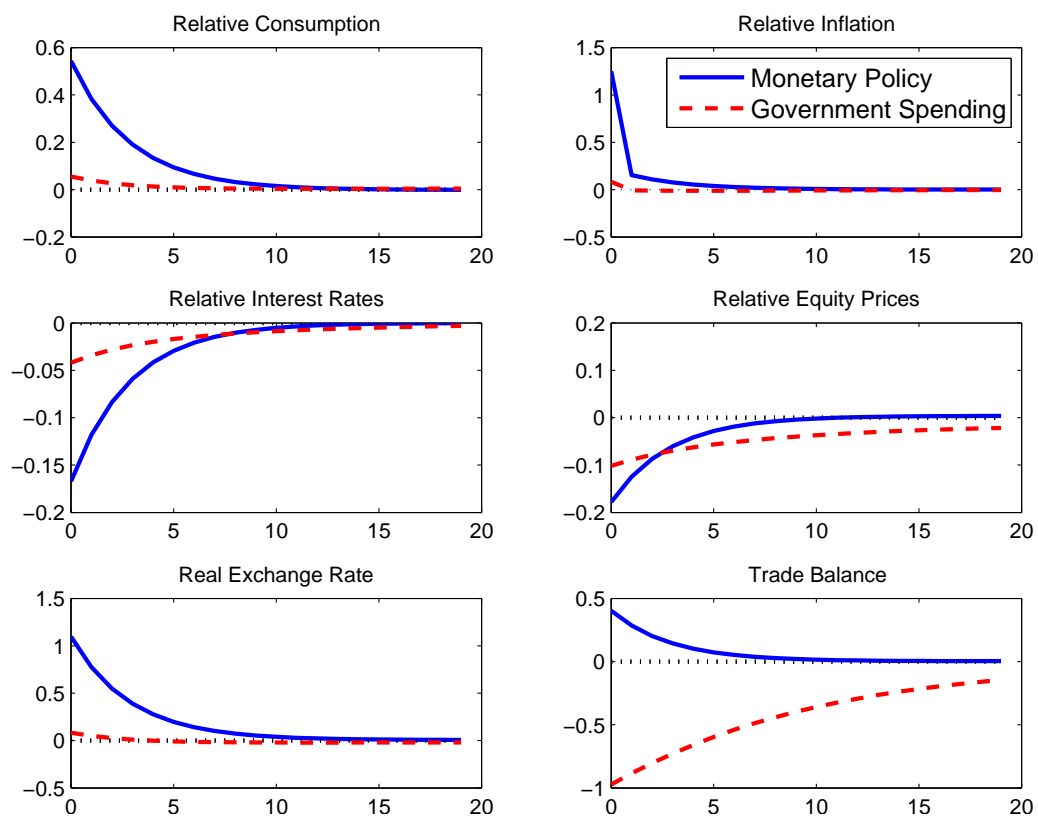 Relative Consumption
0.6
0.4
0.2
0
−0.2
0 5 10 15 20
Relative Inflation
1.5
1
0.5
0
−0.5
0 5 10 15 20
Monetary Policy
Government Spending
Relative Interest Rates
0
−0.05
−0.1
−0.15
−0.2
0 5 10 15 20
Relative Equity Prices
0.2
0.1
0
−0.1
−0.2
0 5 10 15 20
Real Exchange Rate
1.5
1
0.5
0
−0.5
0 5 10 15 20
Trade Balance
0.5
0
−0.5
−1
0 5 10 15 20